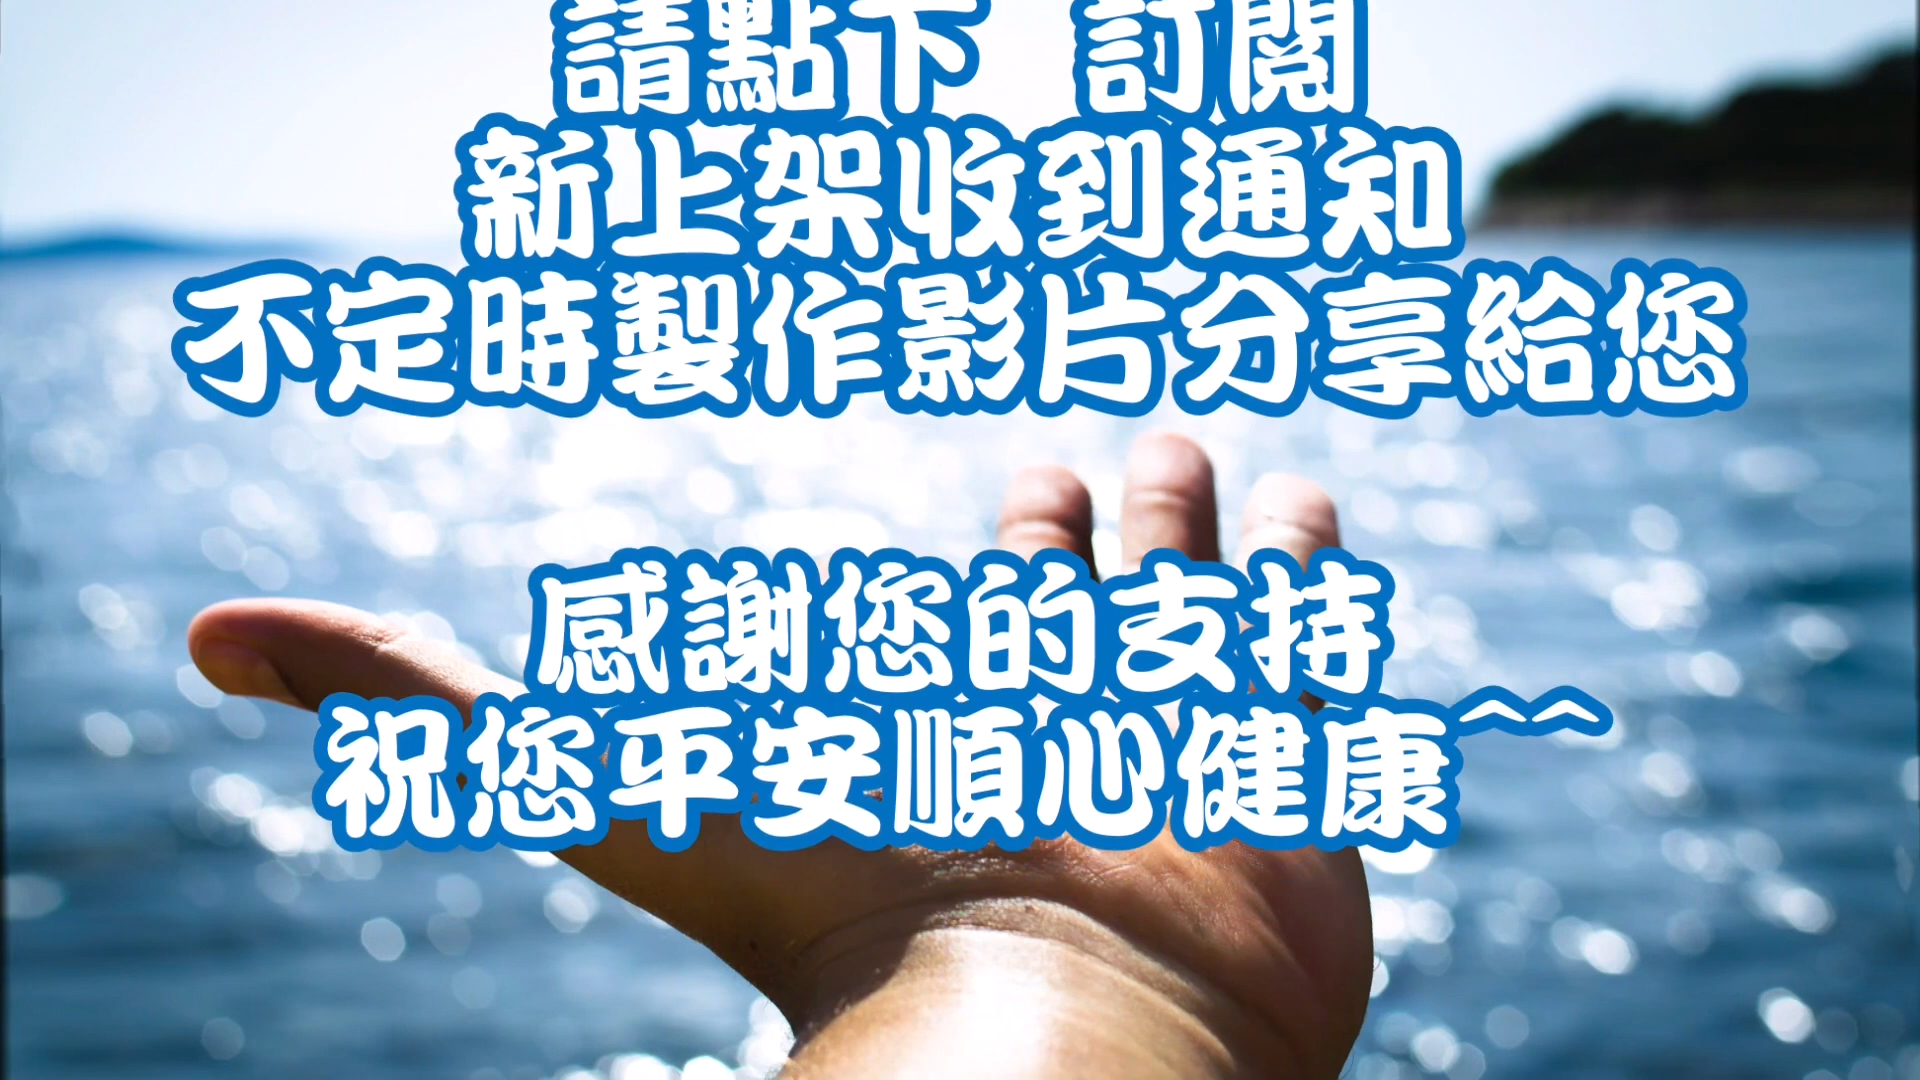 請點下 訂閱
新上架收到通知
不定時製作影片分享給您
感謝您的支持
祝您平安順心健康^^